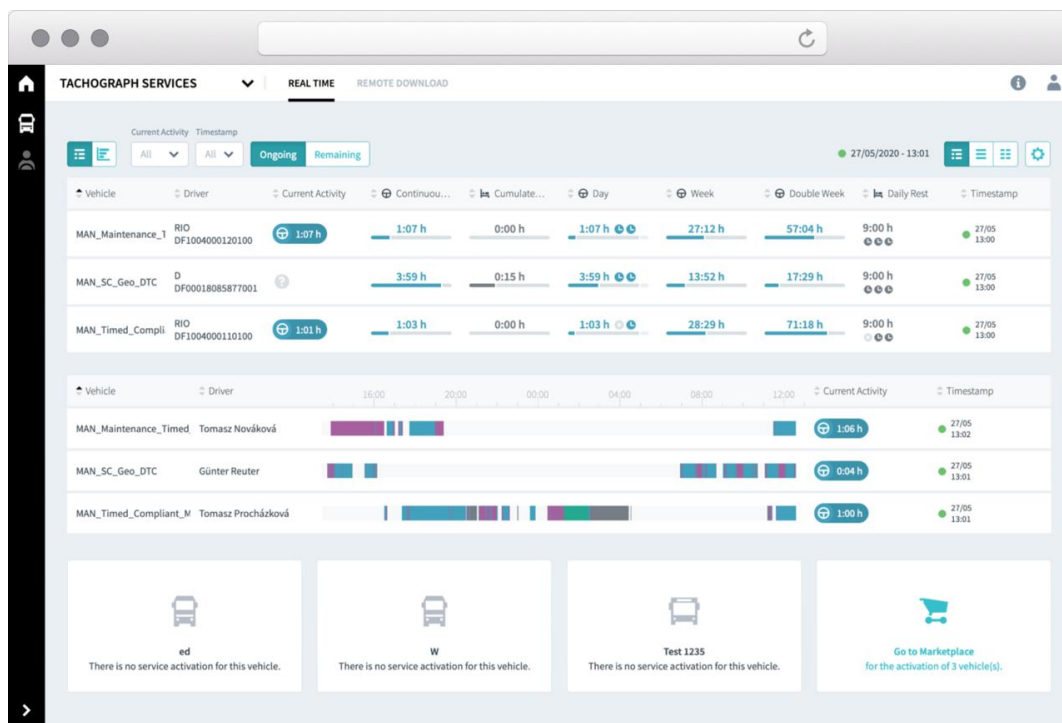 TACHOGRAPH SERVICES REAL TIME REMOTE DOWNLOAD
Current Activity Timestamp
All All Ongoing Remaining 27/05/2020 - 13:01
Vehicle Driver Current Activity Continuou... Cumulate... Day Week Double Week Daily Rest Timestamp
MAN_Maintenance_T RIO 1:07 h 1:07 h 0:00 h 1:07 h 27:12 h 57:04 h 9:00 h 27/05
DF1004000120100 13:00
MAN_SC_Geo_DTC D ? 3:59 h 0:15 h 3:59 h 13:52 h 17:29 h 9:00 h 27/05
DF00018085877001 13:00
MAN_Timed_Compli RIO 1:01 h 1:03 h 0:00 h 1:03 h 28:29 h 71:18 h 9:00 h 27/05
DF1004000110100 13:00
Vehicle Driver 16:00 20:00 00:00 04:00 08:00 12:00 Current Activity Timestamp
MAN_Maintenance_Timed_ Tomasz Nováková 1:06 h 27/05
13:02
MAN_SC_Geo_DTC Günter Reuter 0:04 h 27/05
13:01
MAN_Timed_Compliant_M Tomasz Procházková 1:00 h 27/05
13:01
ed
There is no service activation for this vehicle.
W
There is no service activation for this vehicle.
Test 1235
There is no service activation for this vehicle.
Go to Marketplace
for the activation of 3 vehicle(s).